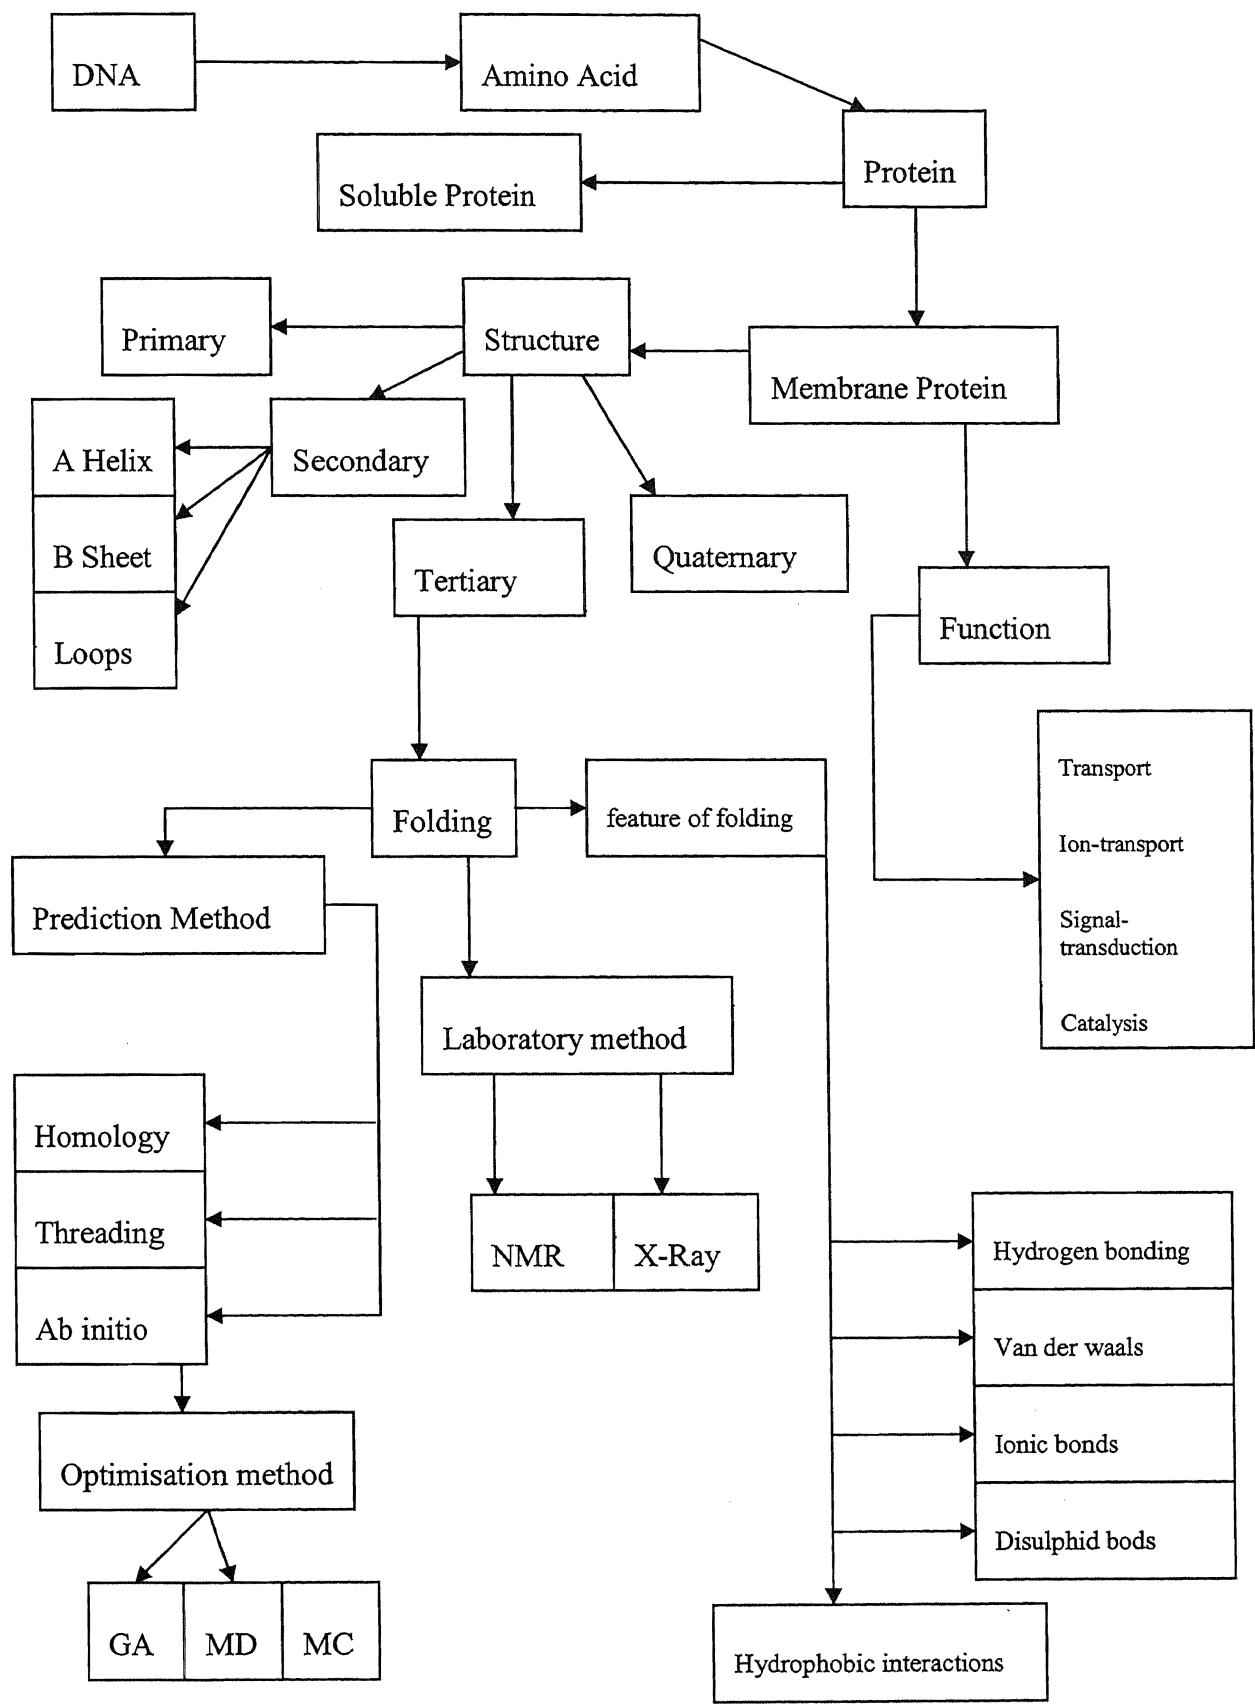 DNA
Amino Acid
Protein
Soluble Protein
Primary
Structure
Membrane Protein
A Helix
Secondary
B Sheet
Quaternary
Tertiary
Function
Loops
Transport
Folding
feature of folding
Ion-transport
Prediction Method
Signal-
transduction
Catalysis
Laboratory method
Homology
Threading
NMR
X-Ray
Hydrogen bonding
Ab initio
Van der waals
Ionic bonds
Optimisation method
Disulphid bods
GA
MD
MC
Hydrophobic interactions